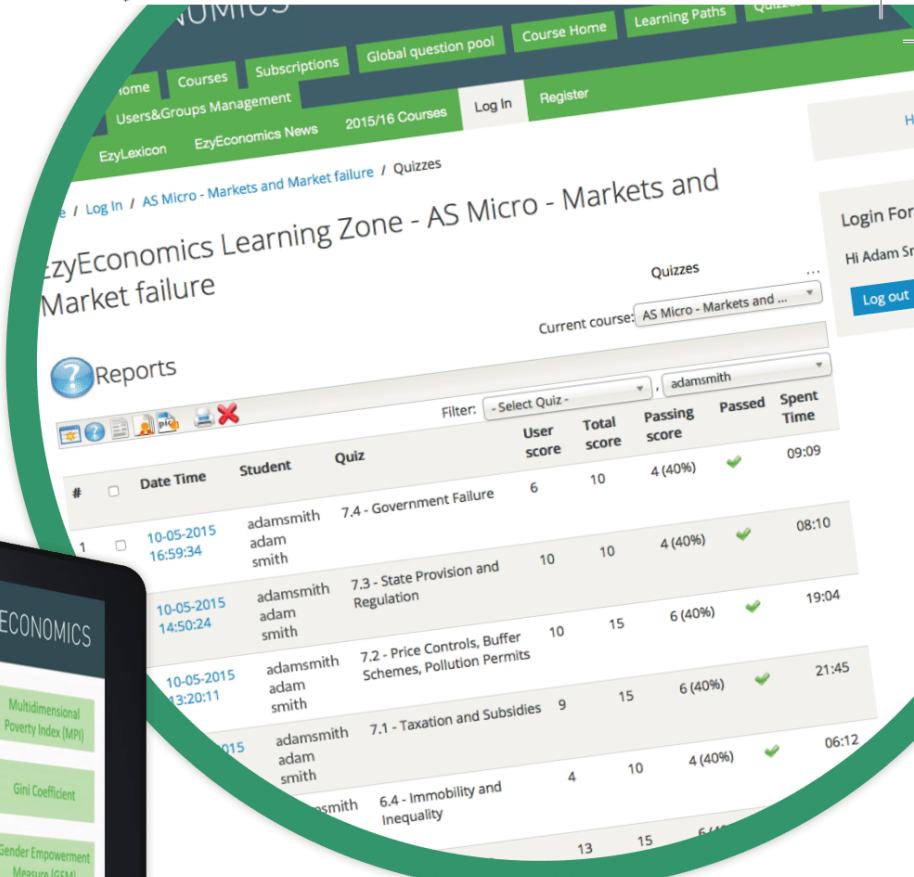 Home Courses Subscriptions Global question pool Course Home Learning Paths Quizzes
Users&Groups Management
EzyLexicon EzyEconomics News 2015/16 Courses Log In Register
/ Log In / AS Micro - Markets and Market failure / Quizzes
EzyEconomics Learning Zone - AS Micro - Markets and
Market failure
Login For
Hi Adam Sm
Log out
Quizzes
...
Current course: AS Micro - Markets and ...
Reports
Filter: - Select Quiz - , adamsmith
# Date Time Student Quiz User score Total score Passing score Passed Spent Time
1 10-05-2015 16:59:34 adamsmith adam smith 7.4 - Government Failure 6 10 4 (40%) 09:09
10-05-2015 14:50:24 adamsmith adam smith 7.3 - State Provision and Regulation 10 10 4 (40%) 08:10
10-05-2015 13:20:11 adamsmith adam smith 7.2 - Price Controls, Buffer Schemes, Pollution Permits 10 15 6 (40%) 19:04
adamsmith adam smith 7.1 - Taxation and Subsidies 9 15 6 (40%) 21:45
smith 6.4 - Immobility and Inequality 4 10 4 (40%) 06:12
13 15
ECONOMICS
Multidimensional
Poverty Index (MPI)
Gini Coefficient
Gender Empowerment
Measure (GEM)